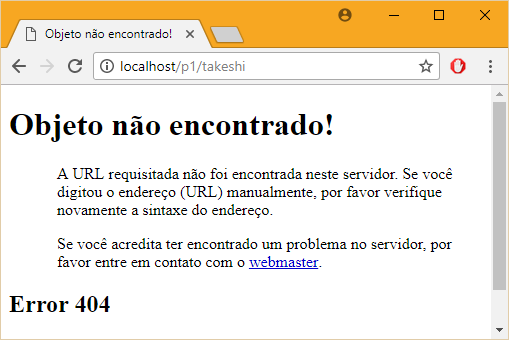 Objeto não encontrado!
localhost/p1/takeshi
Objeto não encontrado!
A URL requisitada não foi encontrada neste servidor. Se você
digitou o endereço (URL) manualmente, por favor verifique
novamente a sintaxe do endereço.
Se você acredita ter encontrado um problema no servidor, por
favor entre em contato com o webmaster.
Error 404